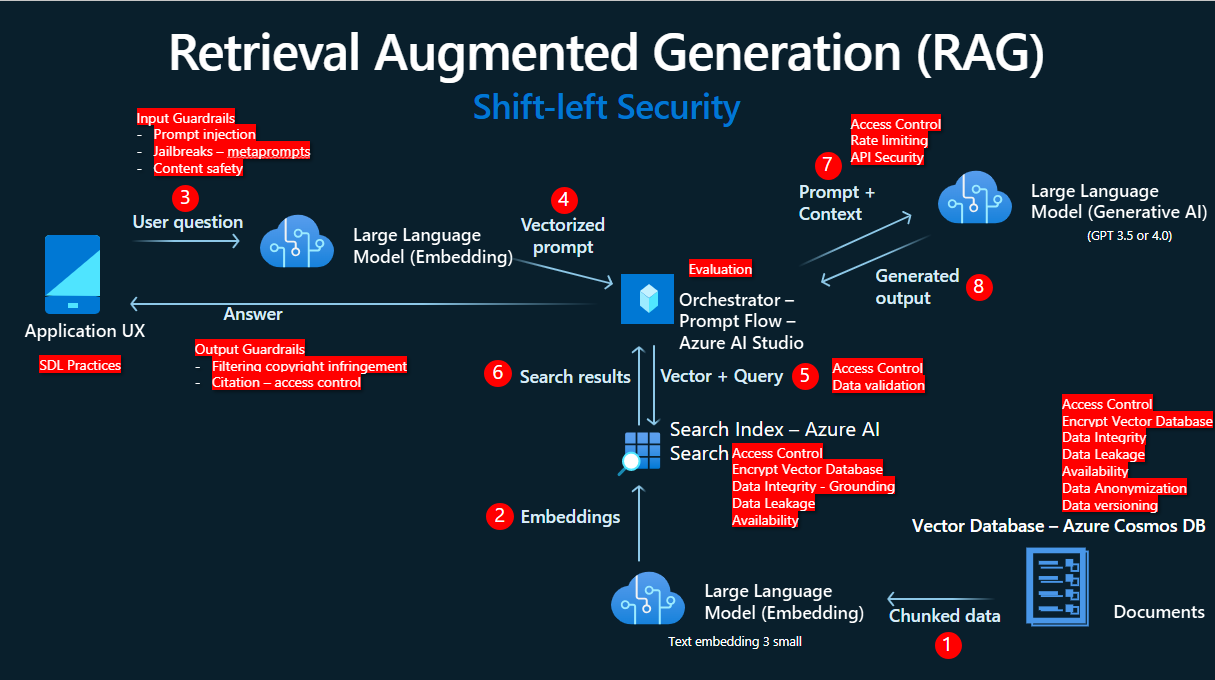 Retrieval Augmented Generation (RAG)
Shift-left Security
Input Guardrails
- Prompt injection
- Jailbreaks – metaprompts
- Content safety
3
User question
Large Language
Model (Embedding)
4
Vectorized
prompt
Access Control
Rate limiting
API Security
7
Prompt +
Context
Large Language
Model (Generative AI)
(GPT 3.5 or 4.0)
Generated
output
8
Application UX
SDL Practices
Answer
Output Guardrails
- Filtering copyright infringement
- Citation – access control
Evaluation
Orchestrator –
Prompt Flow –
Azure AI Studio
6
Search results
Vector + Query
5
Access Control
Data validation
Search Index – Azure AI
Search
Access Control
Encrypt Vector Database
Data Integrity - Grounding
Data Leakage
Availability
Access Control
Encrypt Vector Database
Data Integrity
Data Leakage
Availability
Data Anonymization
Data versioning
Vector Database – Azure Cosmos DB
2
Embeddings
Large Language
Model (Embedding)
Text embedding 3 small
Chunked data
1
Documents